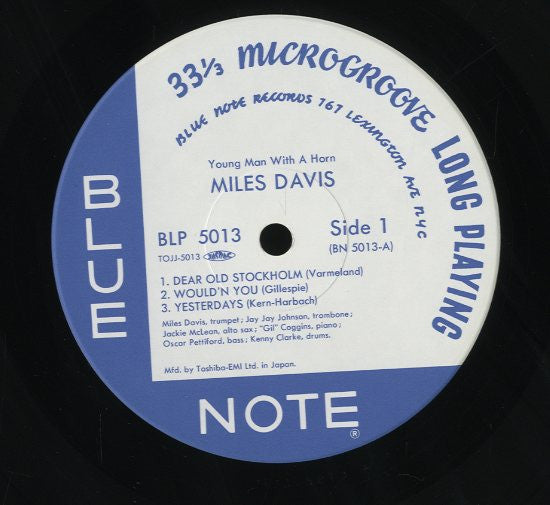 33⅓ MICROGROOVE LONG PLAYING
BLUE NOTE RECORDS 767 LEXINGTON AVE NYC
Young Man With A Horn
MILES DAVIS
BLP 5013
Side 1
TOJJ-5013
(BN 5013-A)
1. DEAR OLD STOCKHOLM (Varmeland)
2. WOULD'N YOU (Gillespie)
3. YESTERDAYS (Kern-Harbach)
Miles Davis, trumpet; Jay Jay Johnson, trombone;
Jackie McLean, alto sax; "Gil" Coggins, piano;
Oscar Pettiford, bass; Kenny Clarke, drums.
Mfd. by Toshiba-EMI Ltd. in Japan.
BLUE
NOTE
®